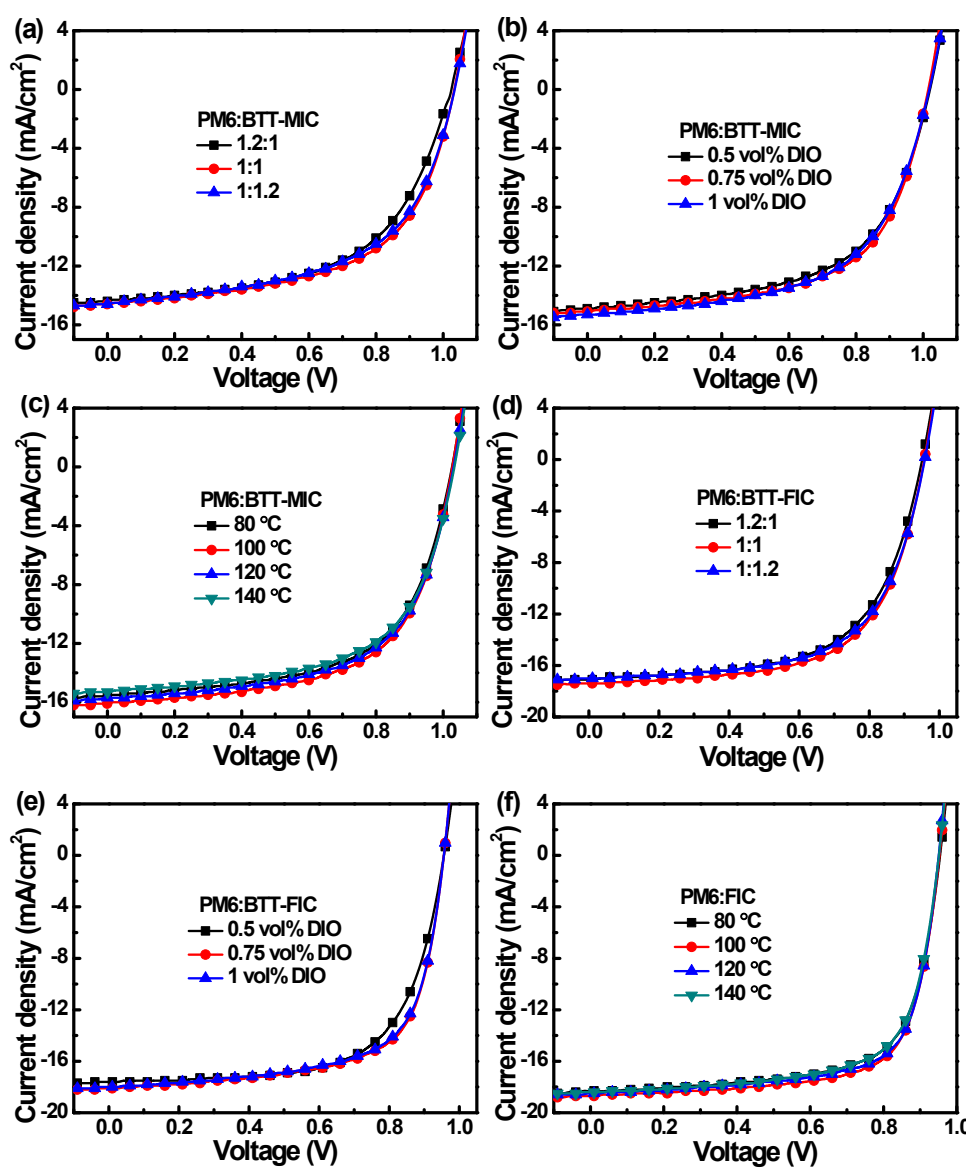 (a)
4
0
-4
-8
-12
-16
Current density (mA/cm²)
PM6:BTT-MIC
1.2:1
1:1
1:1.2
0.0 0.2 0.4 0.6 0.8 1.0
Voltage (V)
(b)
4
0
-4
-8
-12
-16
Current density (mA/cm²)
PM6:BTT-MIC
0.5 vol% DIO
0.75 vol% DIO
1 vol% DIO
0.0 0.2 0.4 0.6 0.8 1.0
Voltage (V)
(c)
4
0
-4
-8
-12
-16
Current density (mA/cm²)
PM6:BTT-MIC
80 °C
100 °C
120 °C
140 °C
0.0 0.2 0.4 0.6 0.8 1.0
Voltage (V)
(d)
4
0
-4
-8
-12
-16
-20
Current density (mA/cm²)
PM6:BTT-FIC
1.2:1
1:1
1:1.2
0.0 0.2 0.4 0.6 0.8 1.0
Voltage (V)
(e)
4
0
-4
-8
-12
-16
-20
Current density (mA/cm²)
PM6:BTT-FIC
0.5 vol% DIO
0.75 vol% DIO
1 vol% DIO
0.0 0.2 0.4 0.6 0.8 1.0
Voltage (V)
(f)
4
0
-4
-8
-12
-16
-20
Current density (mA/cm²)
PM6:FIC
80 °C
100 °C
120 °C
140 °C
0.0 0.2 0.4 0.6 0.8 1.0
Voltage (V)